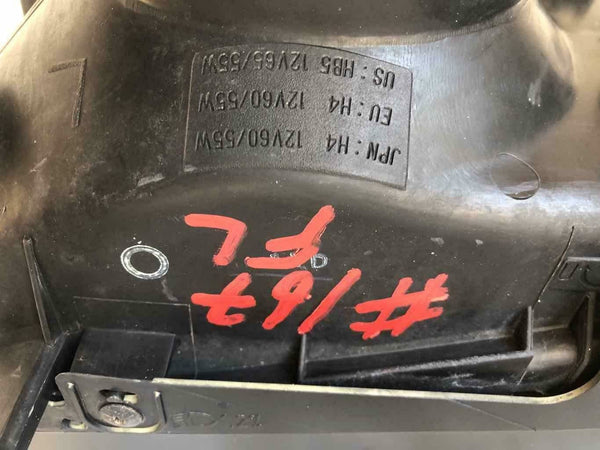 JPN : H4 12V60/55W
EU : H4 12V60/55W
US : HB5 12V65/55W
L
#167
FL